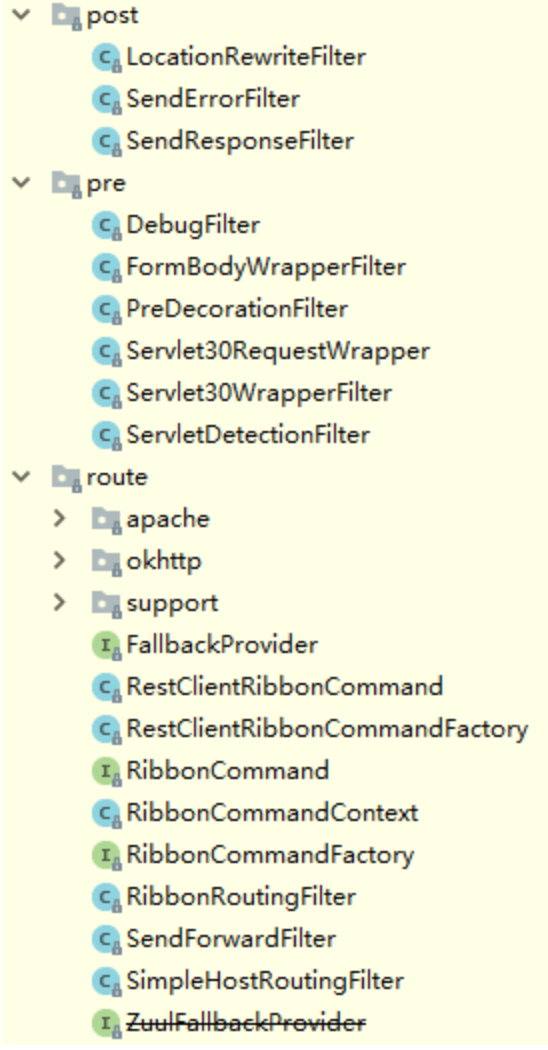 post
LocationRewriteFilter
SendErrorFilter
SendResponseFilter
pre
DebugFilter
FormBodyWrapperFilter
PreDecorationFilter
Servlet30RequestWrapper
Servlet30WrapperFilter
ServletDetectionFilter
route
apache
okhttp
support
FallbackProvider
RestClientRibbonCommand
RestClientRibbonCommandFactory
RibbonCommand
RibbonCommandContext
RibbonCommandFactory
RibbonRoutingFilter
SendForwardFilter
SimpleHostRoutingFilter
ZuulFallbackProvider